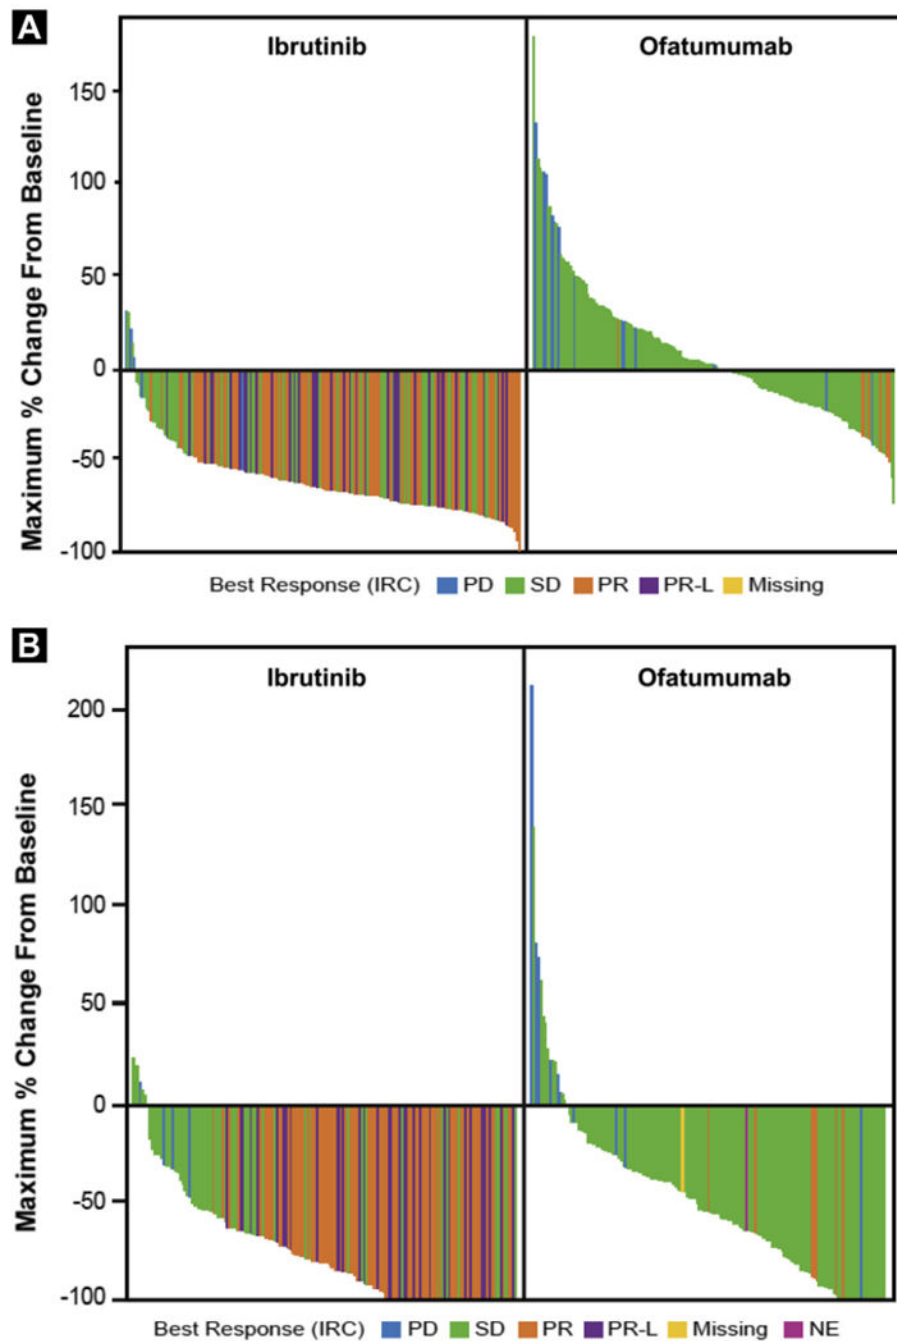 A
Ibrutinib
Ofatumumab
Maximum % Change From Baseline
150
100
50
0
-50
-100
Best Response (IRC) PD SD PR PR-L Missing
B
Ibrutinib
Ofatumumab
Maximum % Change From Baseline
200
150
100
50
0
-50
-100
Best Response (IRC) PD SD PR PR-L Missing NE